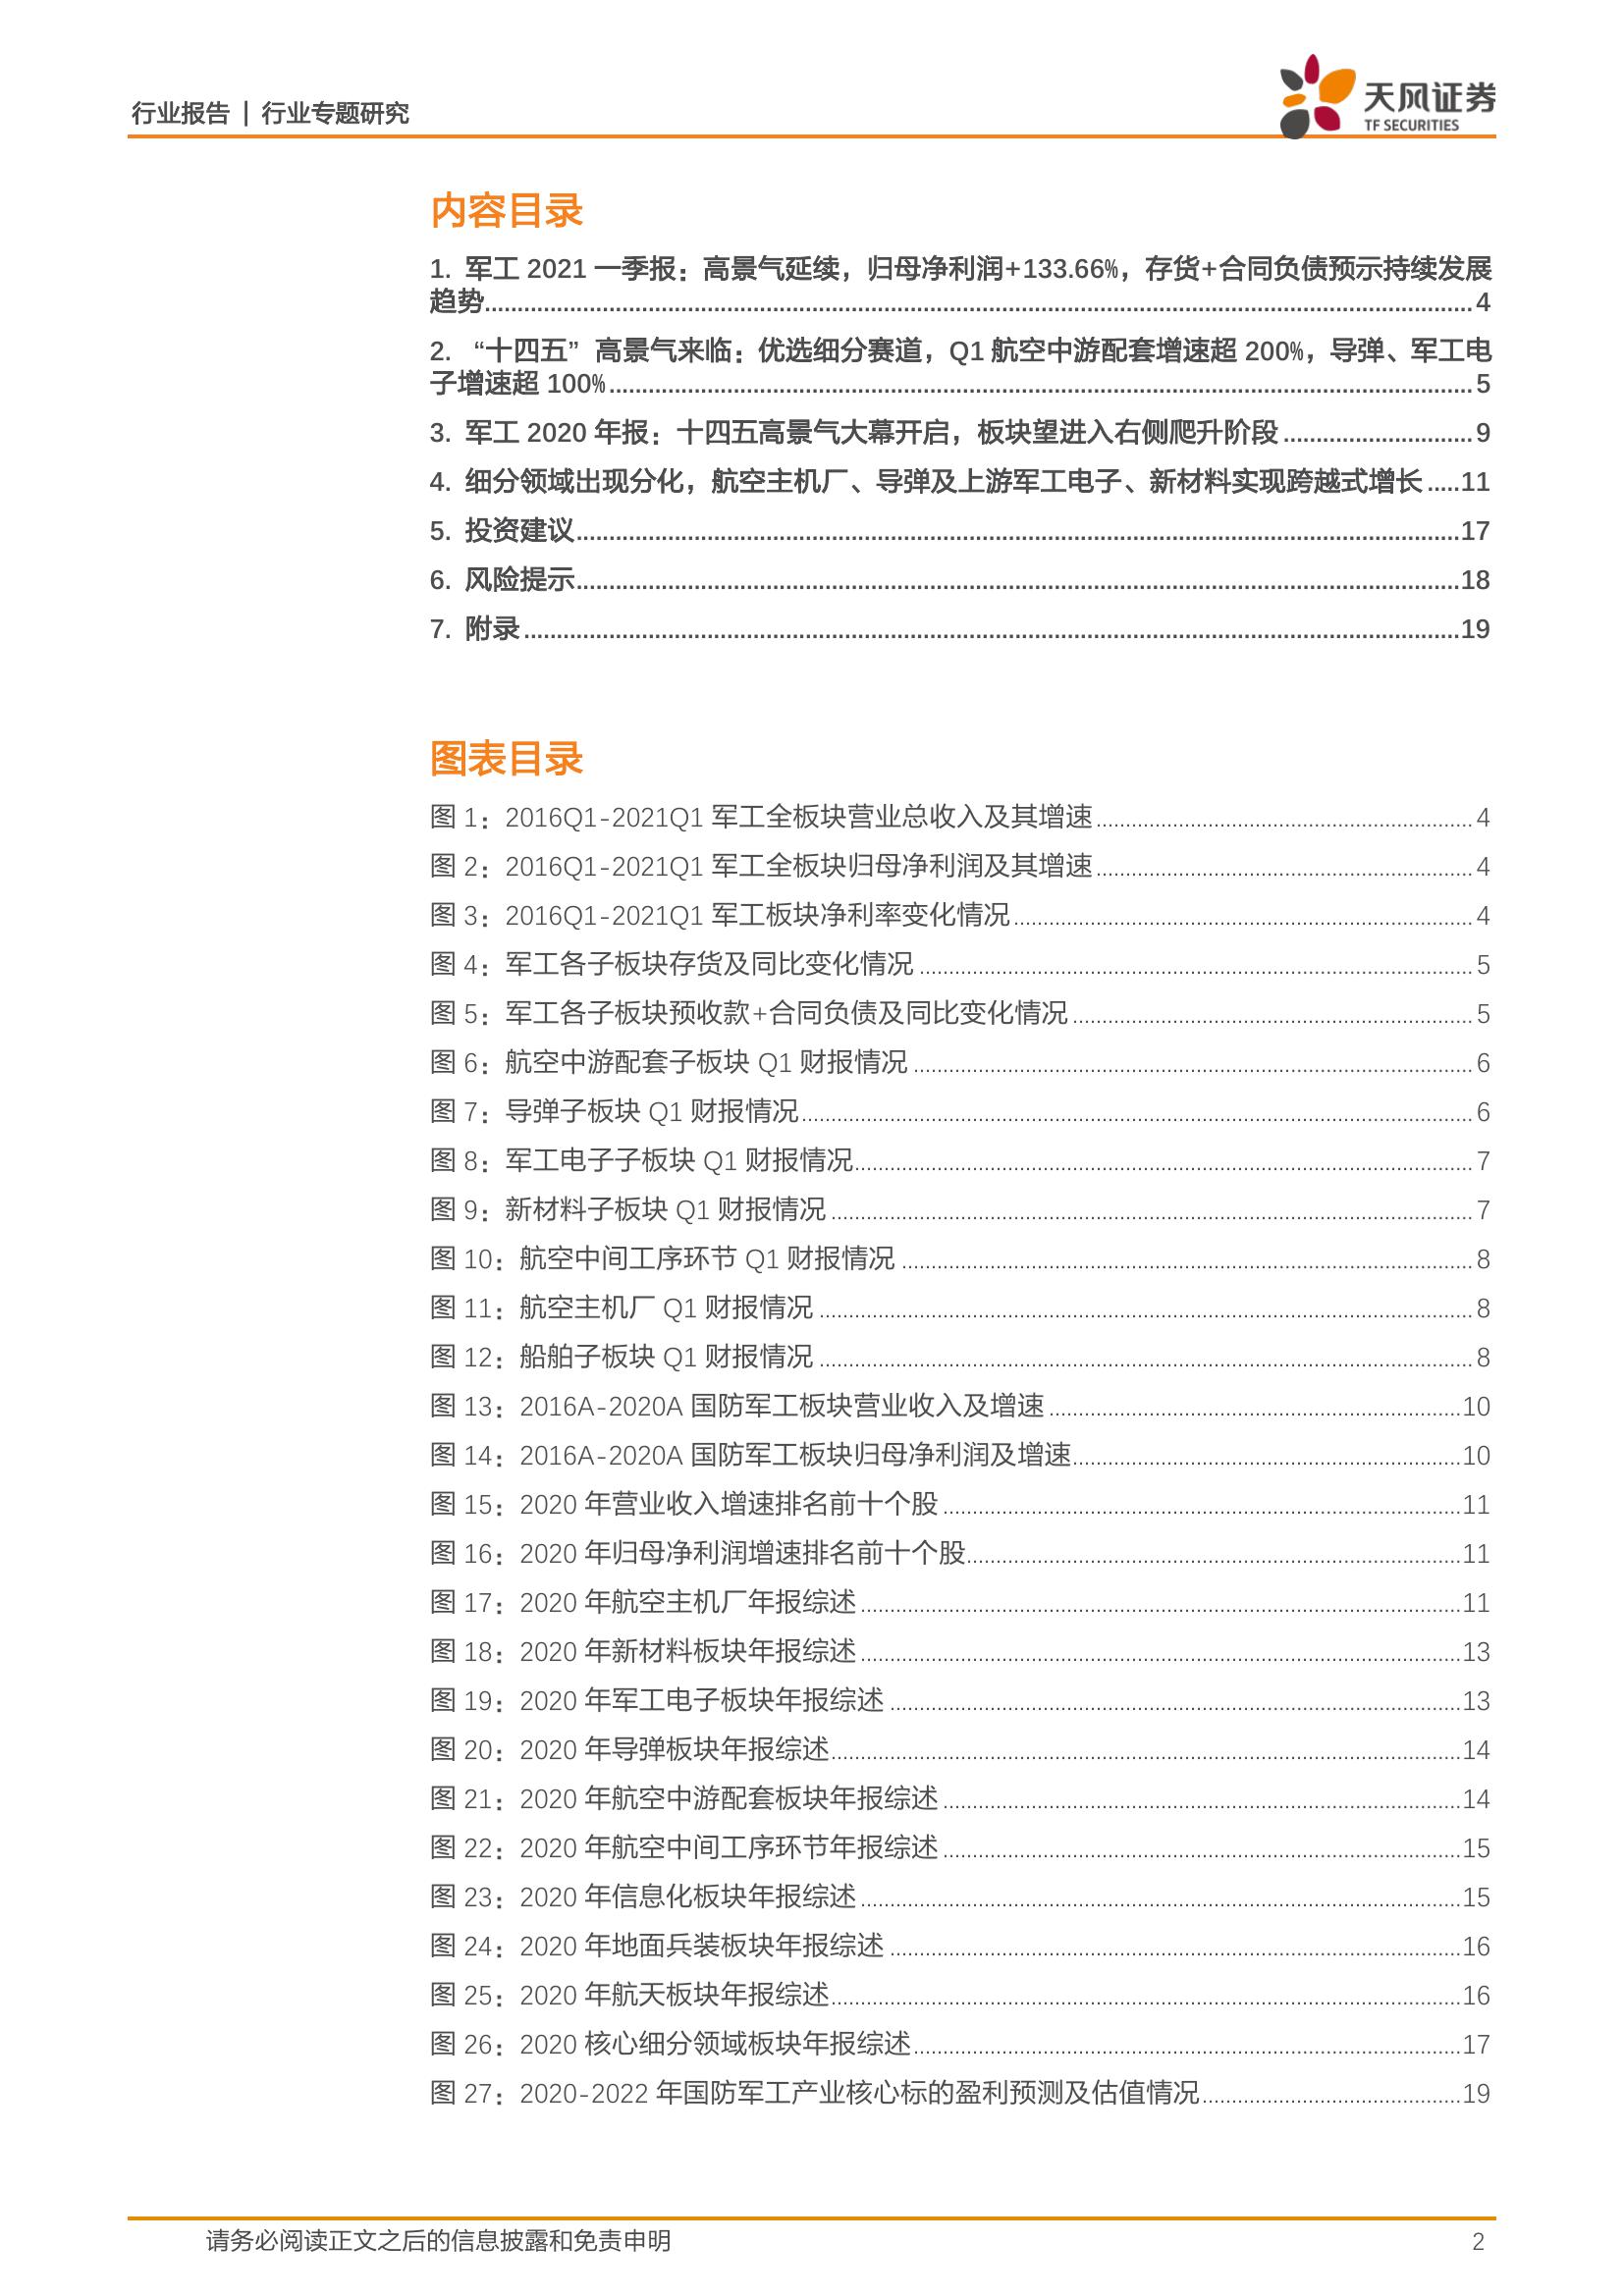 行业报告 | 行业专题研究
天风证券
TF SECURITIES
内容目录
1. 军工 2021 一季报：高景气延续，归母净利润+133.66%，存货+合同负债预示持续发展
趋势 4
2. “十四五” 高景气来临：优选细分赛道，Q1 航空中游配套增速超 200%，导弹、军工电
子增速超 100% 5
3. 军工 2020 年报：十四五高景气大幕开启，板块望进入右侧爬升阶段 9
4. 细分领域出现分化，航空主机厂、导弹及上游军工电子、新材料实现跨越式增长 11
5. 投资建议 17
6. 风险提示 18
7. 附录 19
图表目录
图 1：2016Q1-2021Q1 军工全板块营业总收入及其增速 4
图 2：2016Q1-2021Q1 军工全板块归母净利润及其增速 4
图 3：2016Q1-2021Q1 军工板块净利率变化情况 4
图 4：军工各子板块存货及同比变化情况 5
图 5：军工各子板块预收款+合同负债及同比变化情况 5
图 6：航空中游配套子板块 Q1 财报情况 6
图 7：导弹子板块 Q1 财报情况 6
图 8：军工电子子板块 Q1 财报情况 7
图 9：新材料子板块 Q1 财报情况 7
图 10：航空中间工序环节 Q1 财报情况 8
图 11：航空主机厂 Q1 财报情况 8
图 12：船舶子板块 Q1 财报情况 8
图 13：2016A-2020A 国防军工板块营业收入及增速 10
图 14：2016A-2020A 国防军工板块归母净利润及增速 10
图 15：2020 年营业收入增速排名前十个股 11
图 16：2020 年归母净利润增速排名前十个股 11
图 17：2020 年航空主机厂年报综述 11
图 18：2020 年新材料板块年报综述 13
图 19：2020 年军工电子板块年报综述 13
图 20：2020 年导弹板块年报综述 14
图 21：2020 年航空中游配套板块年报综述 14
图 22：2020 年航空中间工序环节年报综述 15
图 23：2020 年信息化板块年报综述 15
图 24：2020 年地面兵装板块年报综述 16
图 25：2020 年航天板块年报综述 16
图 26：2020 核心细分领域板块年报综述 17
图 27：2020-2022 年国防军工产业核心标的盈利预测及估值情况 19
请务必阅读正文之后的信息披露和免责申明 2